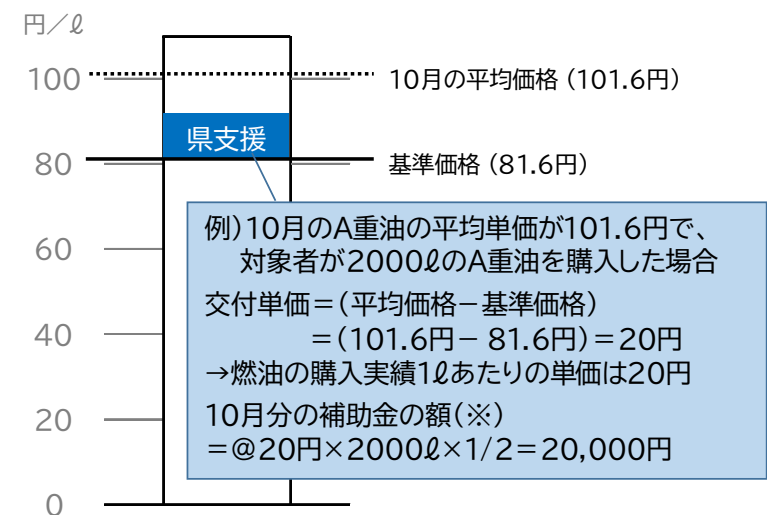 円/ℓ
100
10月の平均価格（101.6円）
県支援
80
基準価格（81.6円）
例）10月のA重油の平均単価が101.6円で、
対象者が2000ℓのA重油を購入した場合
交付単価＝（平均価格－基準価格）
＝（101.6円－ 81.6円）＝20円
→燃油の購入実績1ℓあたりの単価は20円
10月分の補助金の額（※）
＝@20円×2000ℓ×1/2＝20,000円
60
40
20
0